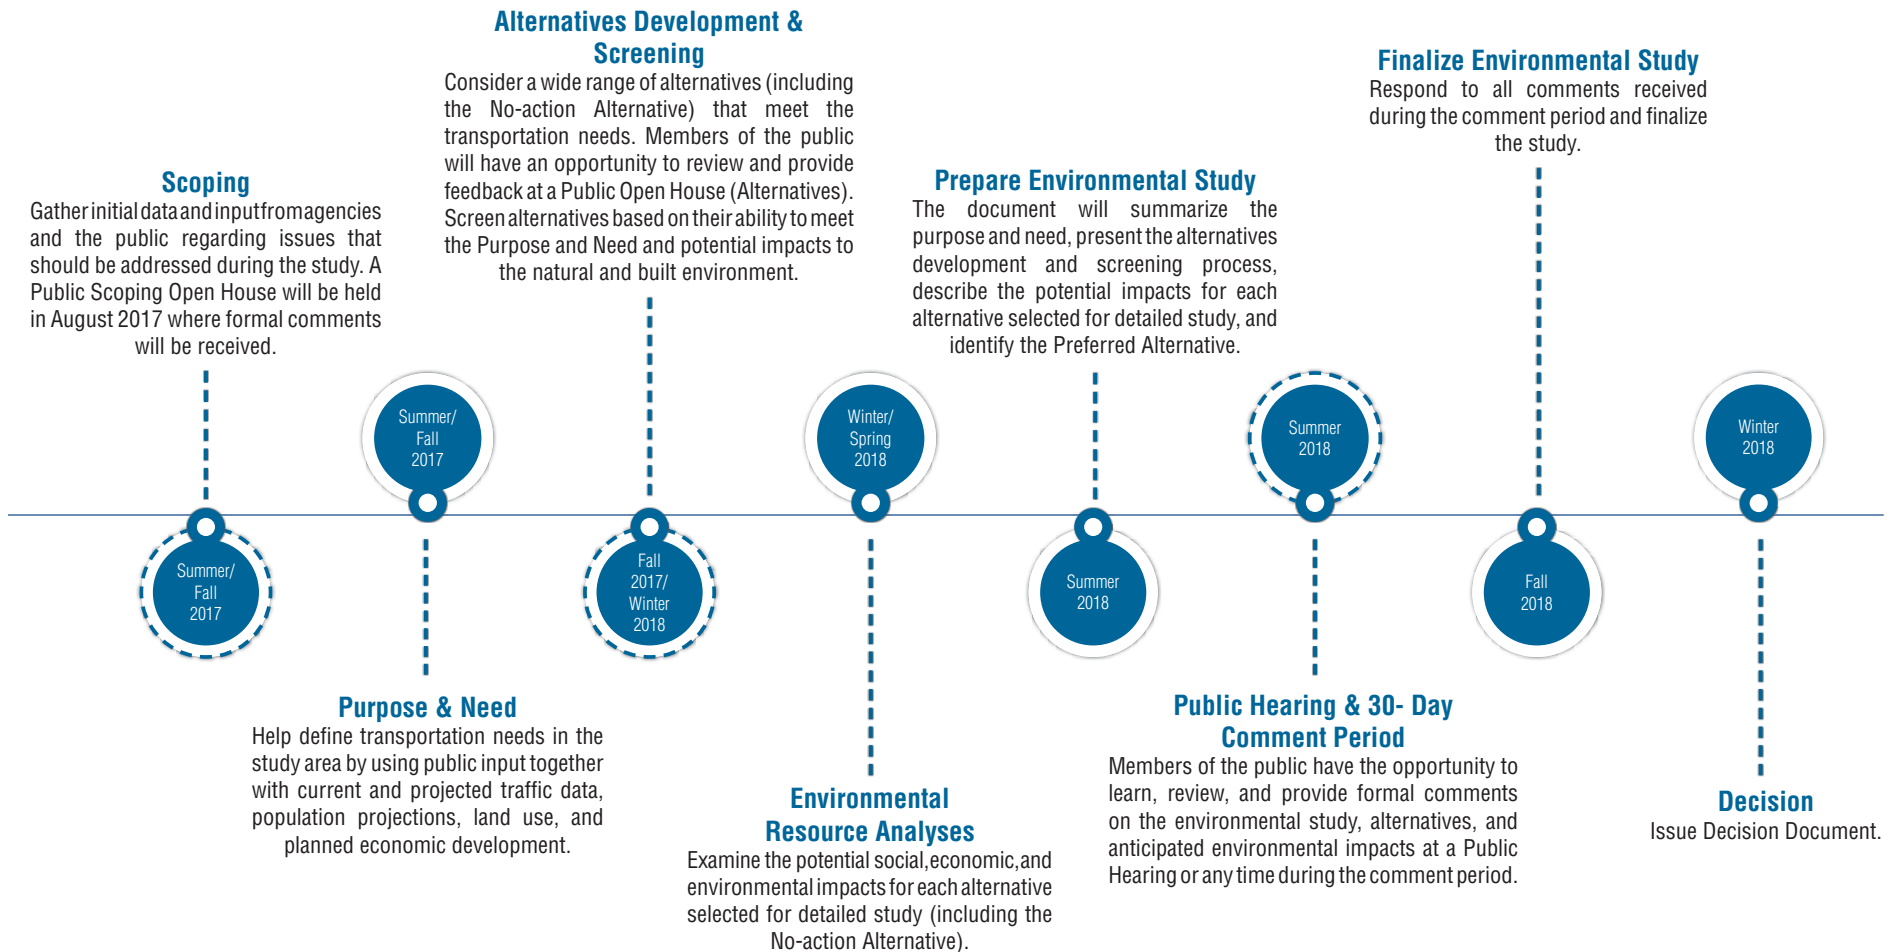 Scoping
Gather initial data and input from agencies
and the public regarding issues that
should be addressed during the study. A
Public Scoping Open House will be held
in August 2017 where formal comments
will be received.
Summer/
Fall
2017
Summer/
Fall
2017
Purpose & Need
Help define transportation needs in the
study area by using public input together
with current and projected traffic data,
population projections, land use, and
planned economic development.
Alternatives Development &
Screening
Consider a wide range of alternatives (including
the No-action Alternative) that meet the
transportation needs. Members of the public
will have an opportunity to review and provide
feedback at a Public Open House (Alternatives).
Screen alternatives based on their ability to meet
the Purpose and Need and potential impacts to
the natural and built environment.
Fall
2017/
Winter
2018
Winter/
Spring
2018
Environmental
Resource Analyses
Examine the potential social, economic, and
environmental impacts for each alternative
selected for detailed study (including the
No-action Alternative).
Prepare Environmental Study
The document will summarize the
purpose and need, present the alternatives
development and screening process,
describe the potential impacts for each
alternative selected for detailed study, and
identify the Preferred Alternative.
Summer
2018
Summer
2018
Public Hearing & 30- Day
Comment Period
Members of the public have the opportunity to
learn, review, and provide formal comments
on the environmental study, alternatives, and
anticipated environmental impacts at a Public
Hearing or any time during the comment period.
Finalize Environmental Study
Respond to all comments received
during the comment period and finalize
the study.
Fall
2018
Winter
2018
Decision
Issue Decision Document.